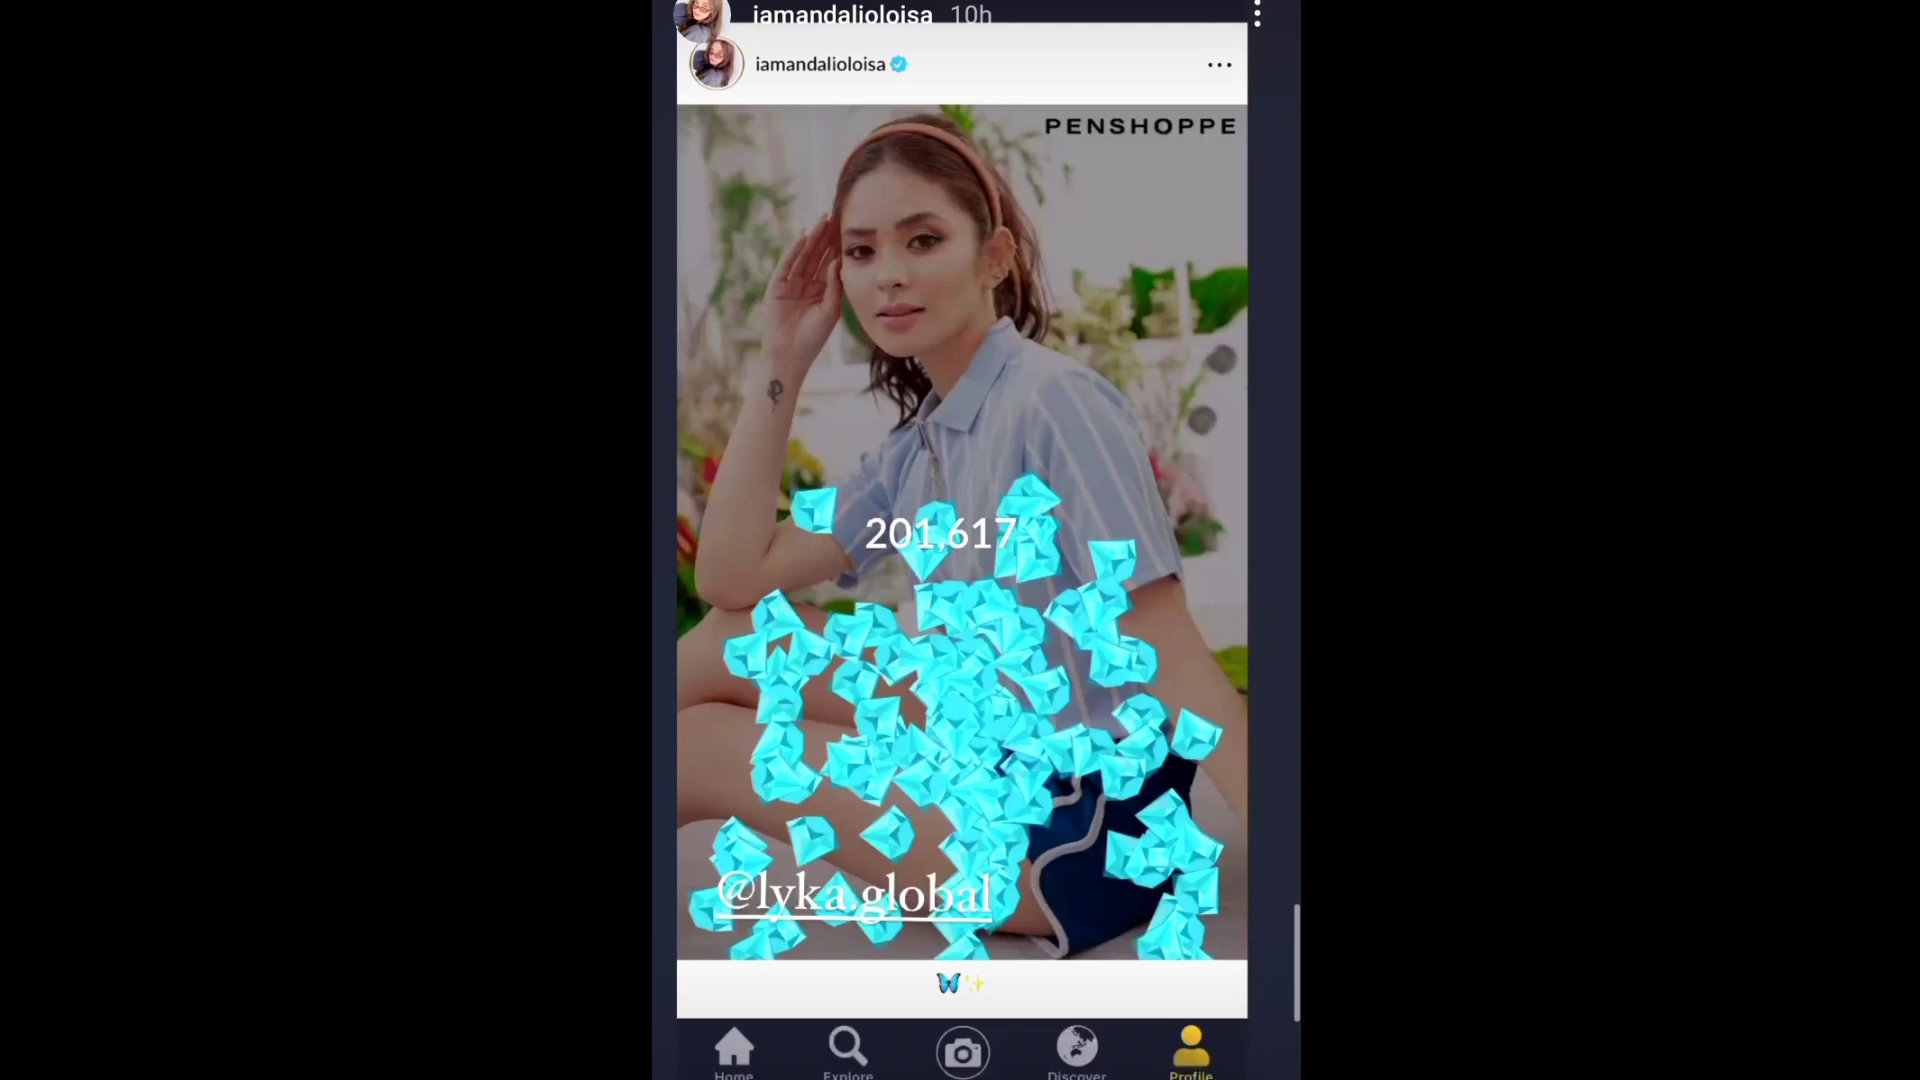 iamandalioloisa 10h
iamandalioloisa
PENSHOPPE
201,617
@lyka.global
Home Explore Discover Profile